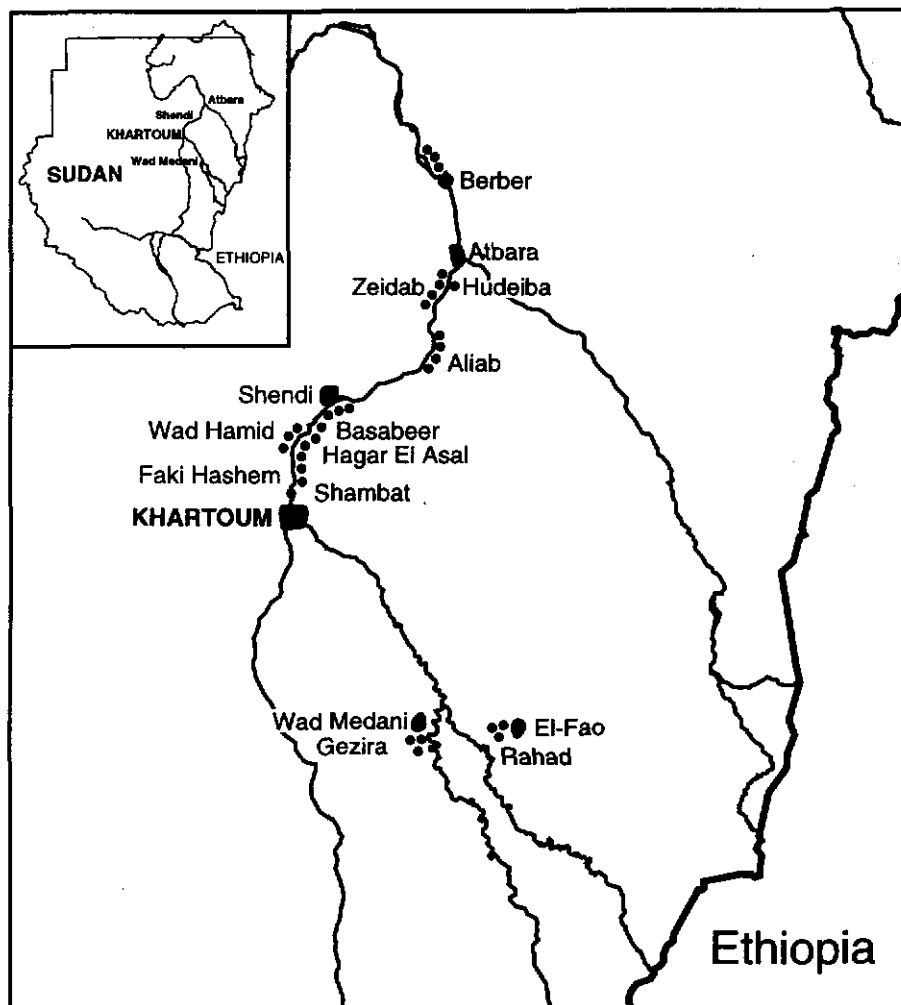 Atbara
Shendi
KHARTOUM
Wad Medani
SUDAN
ETHIOPIA
Berber
Atbara
Zeidab
Hudeiba
Aliab
Shendi
Wad Hamid
Basabeer
Hagar El Asal
Faki Hashem
Shambat
KHARTOUM
Wad Medani
El-Fao
Gezira
Rahad
Ethiopia